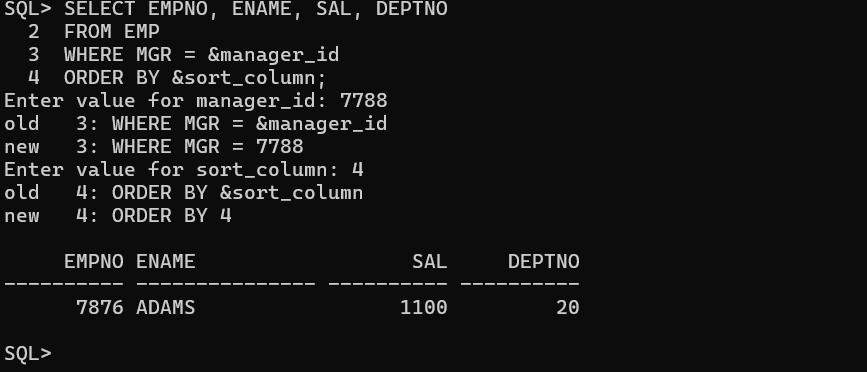 SQL> SELECT EMPNO, ENAME, SAL, DEPTNO
  2  FROM EMP
  3  WHERE MGR = &manager_id
  4  ORDER BY &sort_column;
Enter value for manager_id: 7788
old   3: WHERE MGR = &manager_id
new   3: WHERE MGR = 7788
Enter value for sort_column: 4
old   4: ORDER BY &sort_column
new   4: ORDER BY 4

     EMPNO ENAME                  SAL     DEPTNO
---------- --------------- ---------- ----------
      7876 ADAMS                 1100         20

SQL>